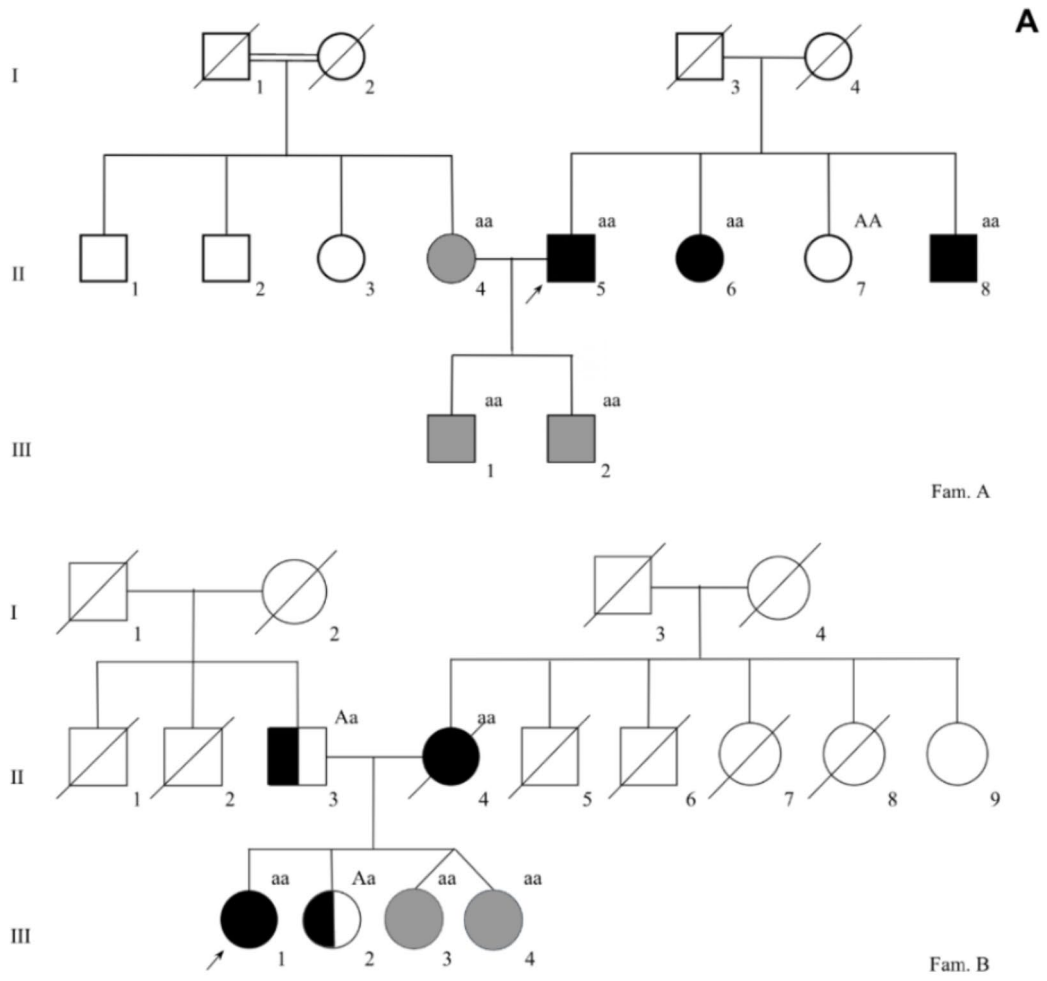 A
I
1 2 3 4
aa aa aa AA aa
II
1 2 3 4 5 6 7 8
aa aa
III
1 2
Fam. A
I
1 2 3 4
Aa aa
II
1 2 3 4 5 6 7 8 9
aa Aa aa aa
III
1 2 3 4
Fam. B